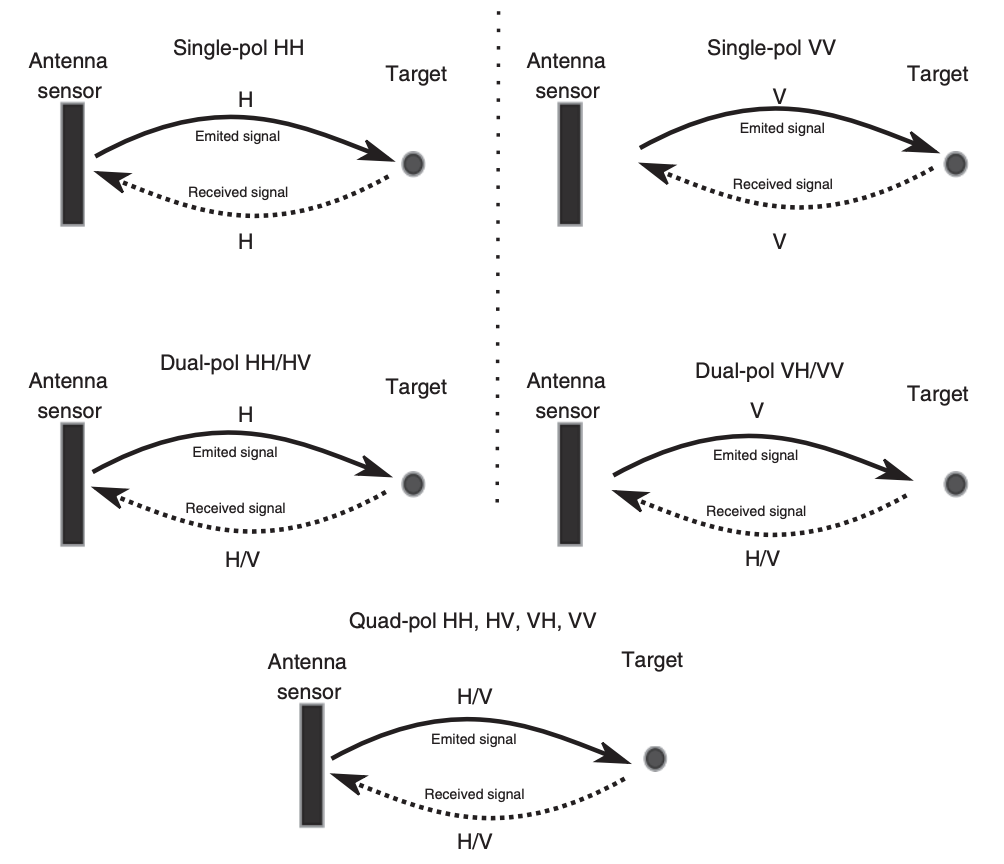 Single-pol HH
Antenna
sensor
Target
H
Emited signal
Received signal
H
Single-pol VV
Antenna
sensor
Target
V
Emited signal
Received signal
V
Dual-pol HH/HV
Antenna
sensor
Target
H
Emited signal
Received signal
H/V
Dual-pol VH/VV
Antenna
sensor
Target
V
Emited signal
Received signal
H/V
Quad-pol HH, HV, VH, VV
Antenna
sensor
Target
H/V
Emited signal
Received signal
H/V